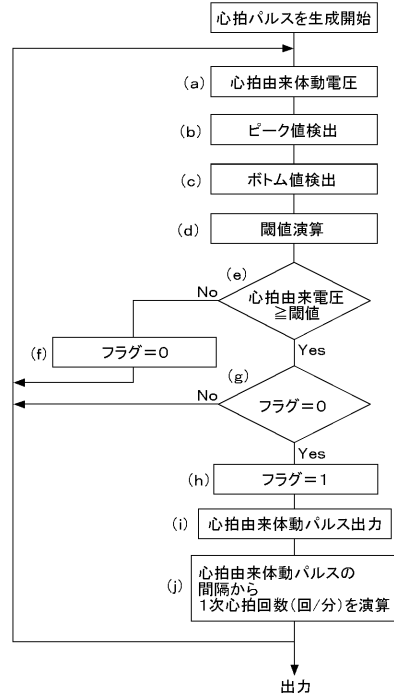 心拍パルスを生成開始
(a) 心拍由来体動電圧
(b) ピーク値検出
(c) ボトム値検出
(d) 閾値演算
(e)
心拍由来電圧
≧閾値
No
Yes
(f) フラグ=0
(g)
フラグ=0
No
Yes
(h) フラグ=1
(i) 心拍由来体動パルス出力
(j)
心拍由来体動パルスの
間隔から
1次心拍回数(回/分)を演算
出力